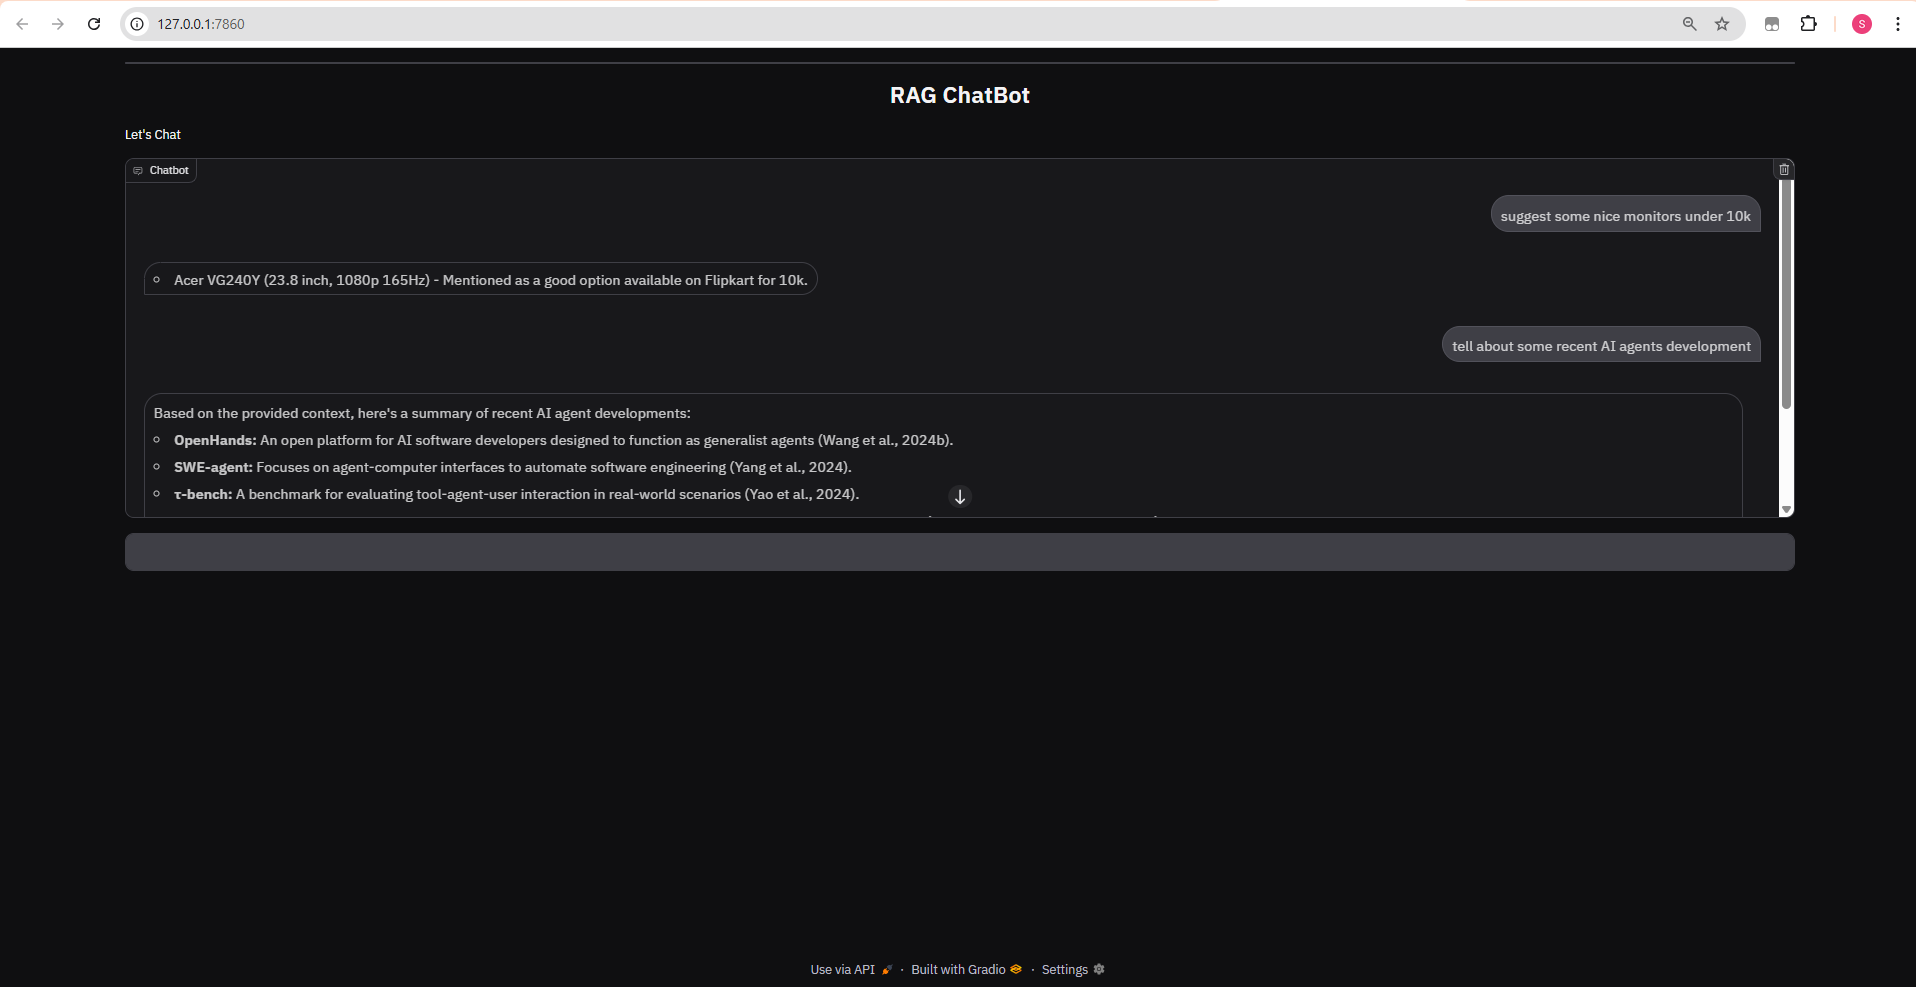 127.0.0.1:7860
S
RAG ChatBot
Let's Chat
Chatbot
suggest some nice monitors under 10k
Acer VG240Y (23.8 inch, 1080p 165Hz) - Mentioned as a good option available on Flipkart for 10k.
tell about some recent AI agents development
Based on the provided context, here's a summary of recent AI agent developments:
OpenHands: An open platform for AI software developers designed to function as generalist agents (Wang et al., 2024b).
SWE-agent: Focuses on agent-computer interfaces to automate software engineering (Yang et al., 2024).
τ-bench: A benchmark for evaluating tool-agent-user interaction in real-world scenarios (Yao et al., 2024).
Use via API · Built with Gradio · Settings